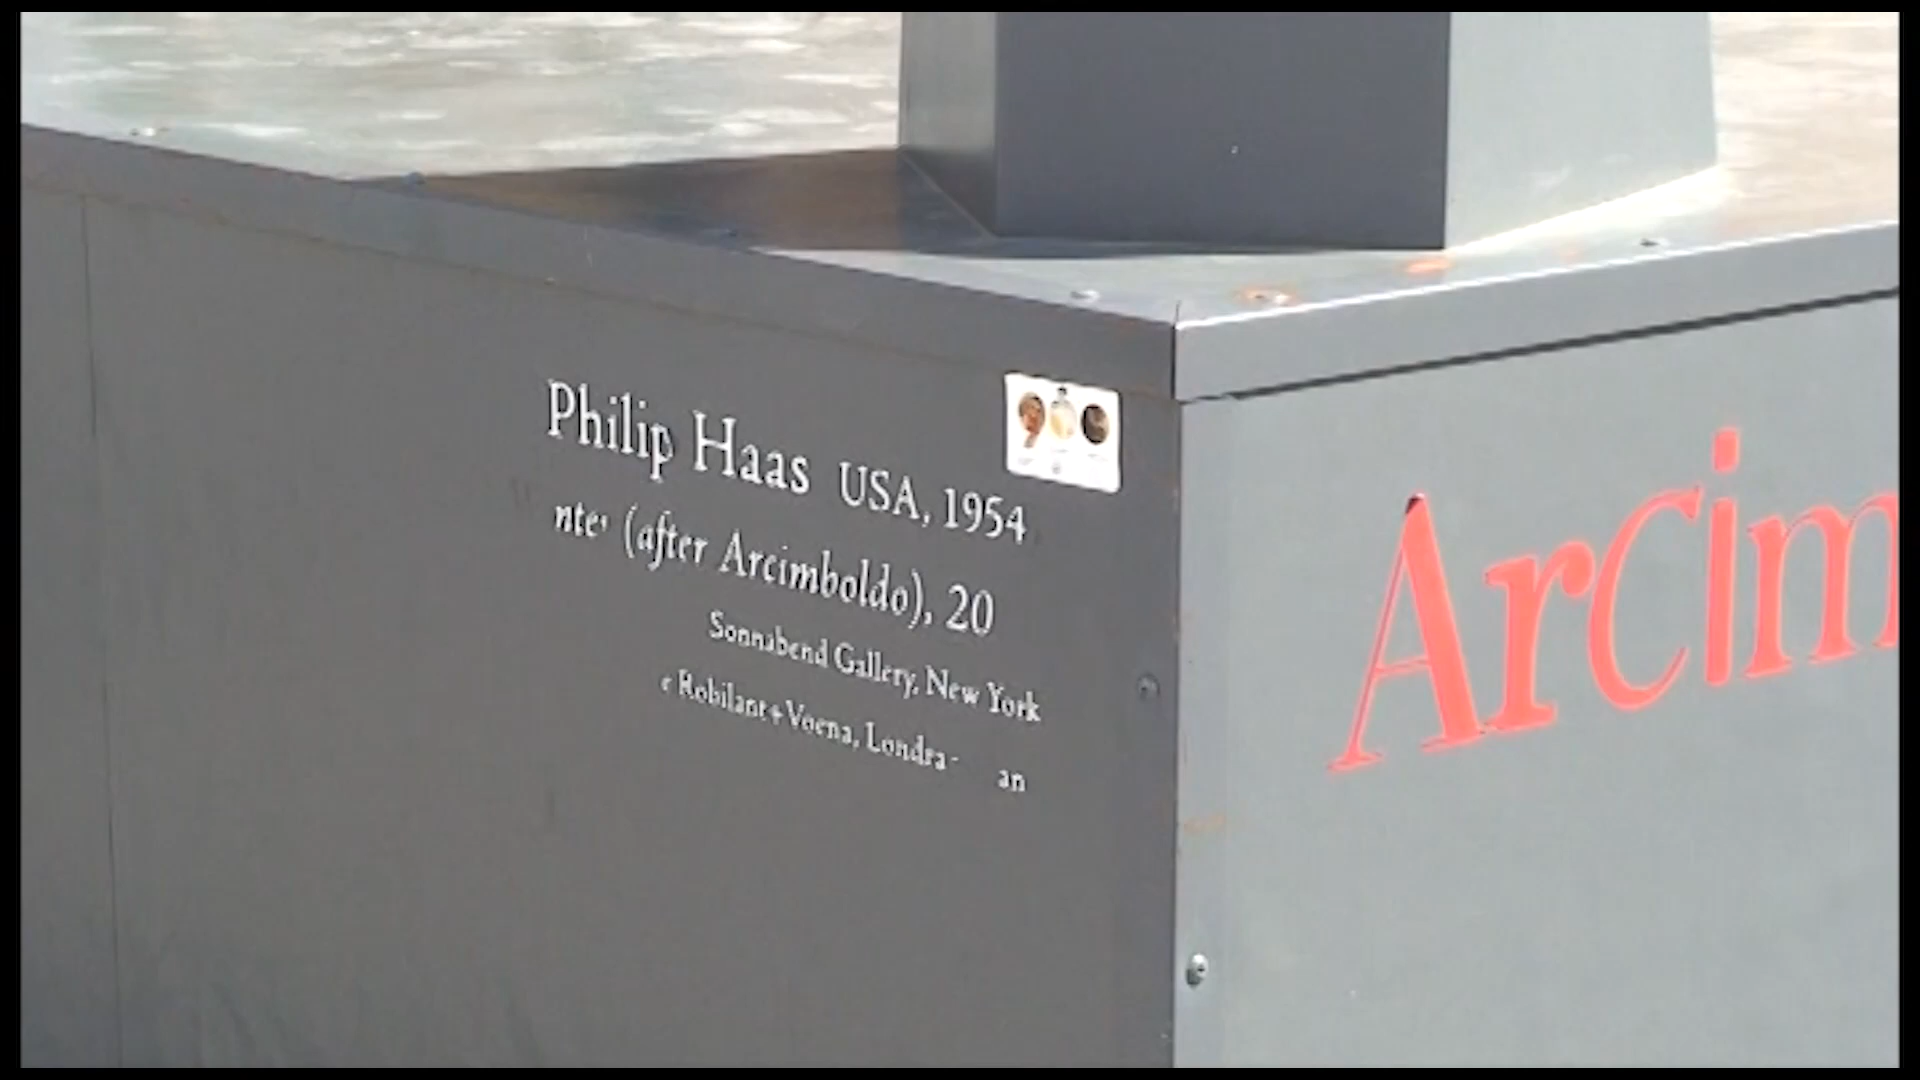 Philip Haas USA, 1954
(after Arcimboldo), 20
Sonnabend Gallery, New York
e Robilant+Voena, Londra -
Arcim